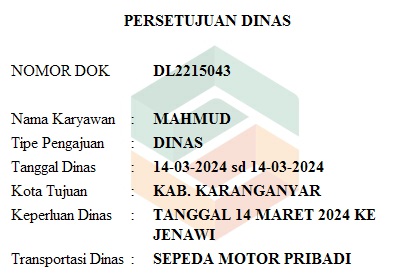 PERSETUJUAN DINAS
NOMOR DOK DL2215043
Nama Karyawan : MAHMUD
Tipe Pengajuan : DINAS
Tanggal Dinas : 14-03-2024 sd 14-03-2024
Kota Tujuan : KAB. KARANGANYAR
Keperluan Dinas : TANGGAL 14 MARET 2024 KE
JENAWI
Transportasi Dinas : SEPEDA MOTOR PRIBADI